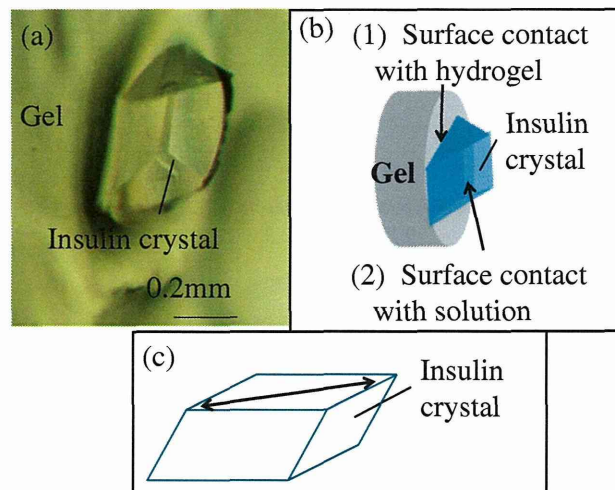 (a)
Gel
Insulin crystal
0.2mm
(b)
(1) Surface contact
with hydrogel
Insulin
crystal
Gel
(2) Surface contact
with solution
(c)
Insulin
crystal